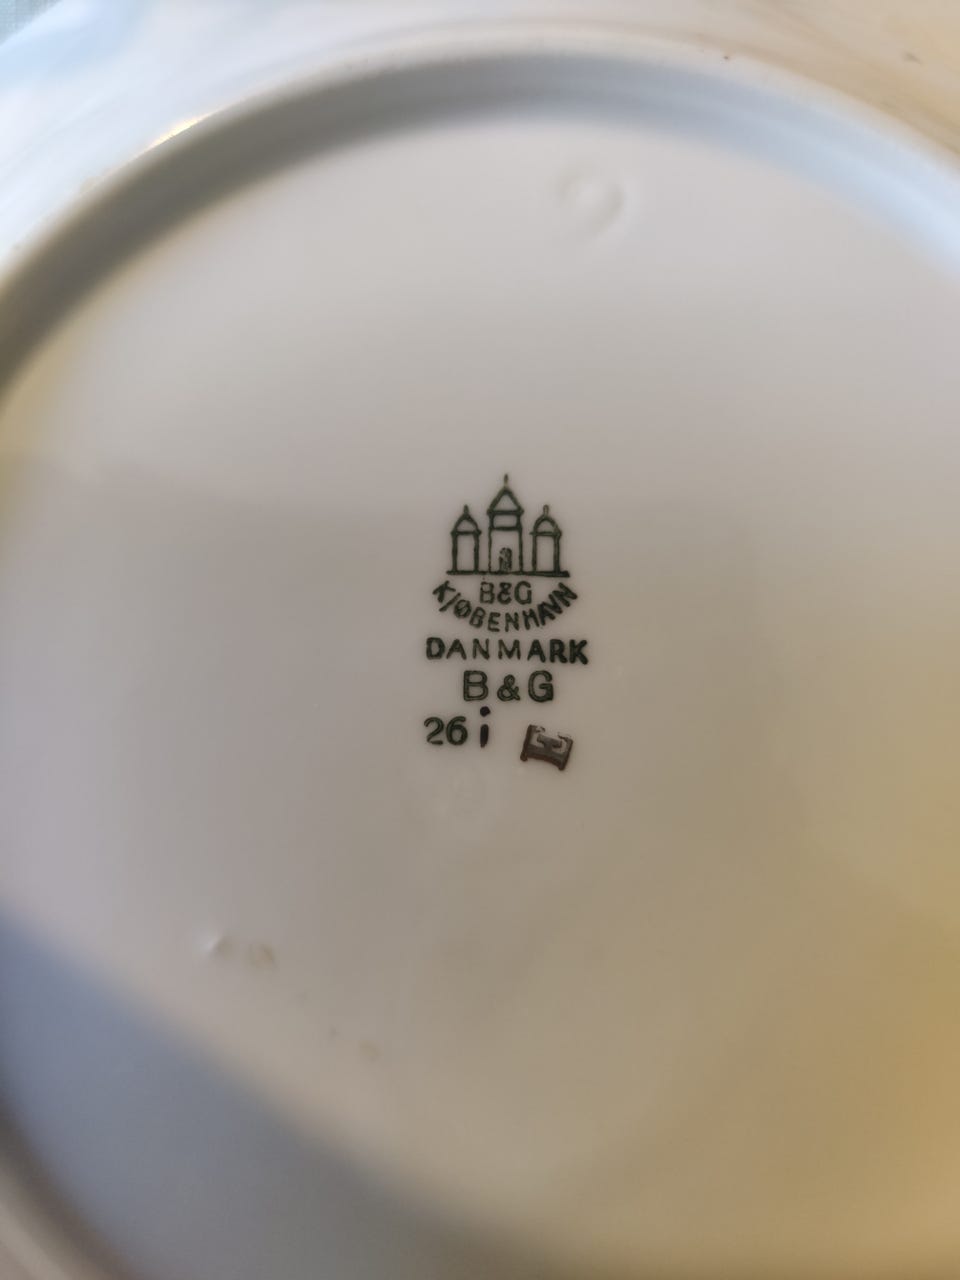 B&G
KJØBENHAVN
DANMARK
B & G
26 i E